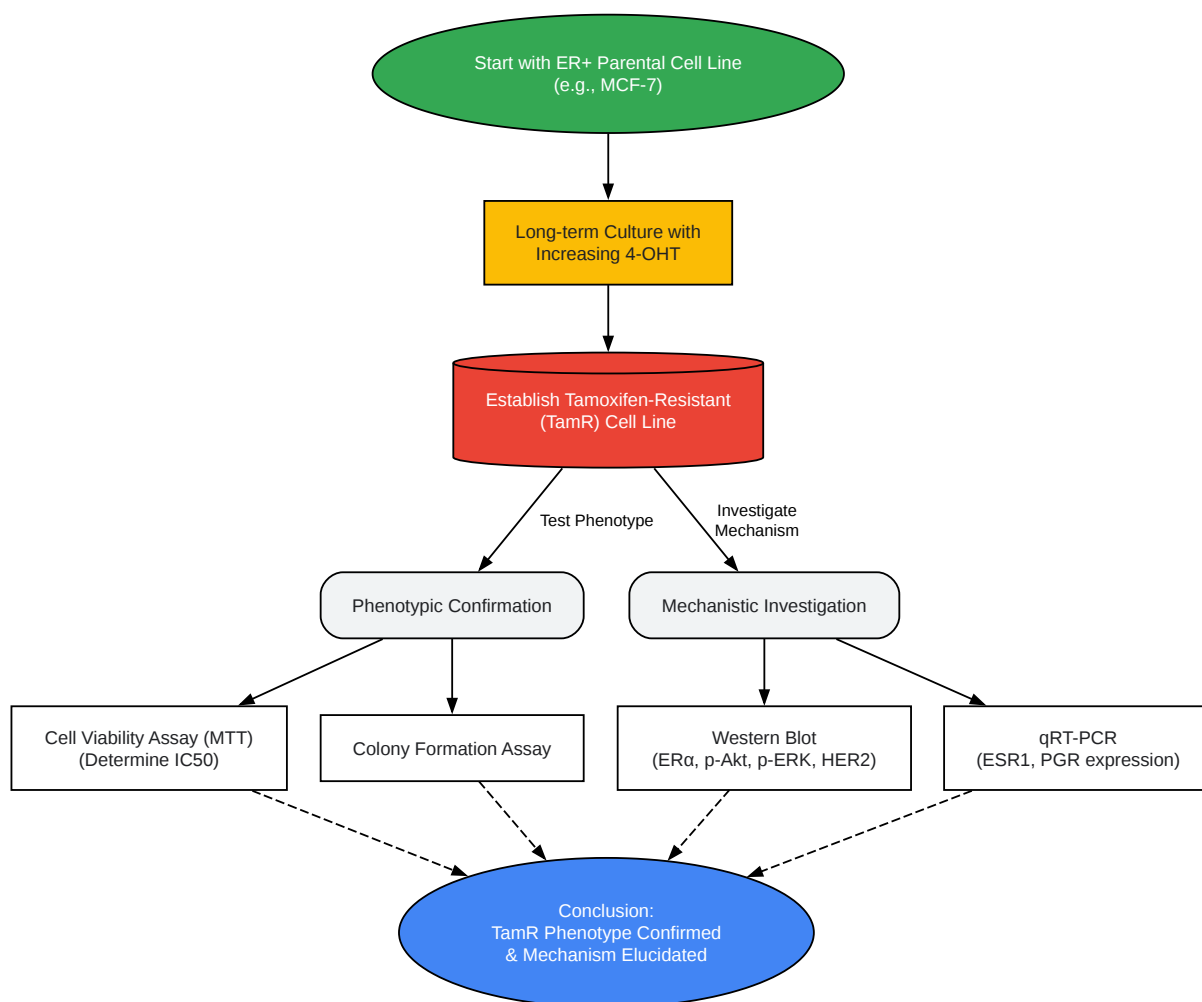 Start with ER+ Parental Cell Line
(e.g., MCF-7)
Long-term Culture with
Increasing 4-OHT
Establish Tamoxifen-Resistant
(TamR) Cell Line
Test Phenotype
Investigate
Mechanism
Phenotypic Confirmation
Mechanistic Investigation
Cell Viability Assay (MTT)
(Determine IC50)
Colony Formation Assay
Western Blot
(ERα, p-Akt, p-ERK, HER2)
qRT-PCR
(ESR1, PGR expression)
Conclusion:
TamR Phenotype Confirmed
& Mechanism Elucidated